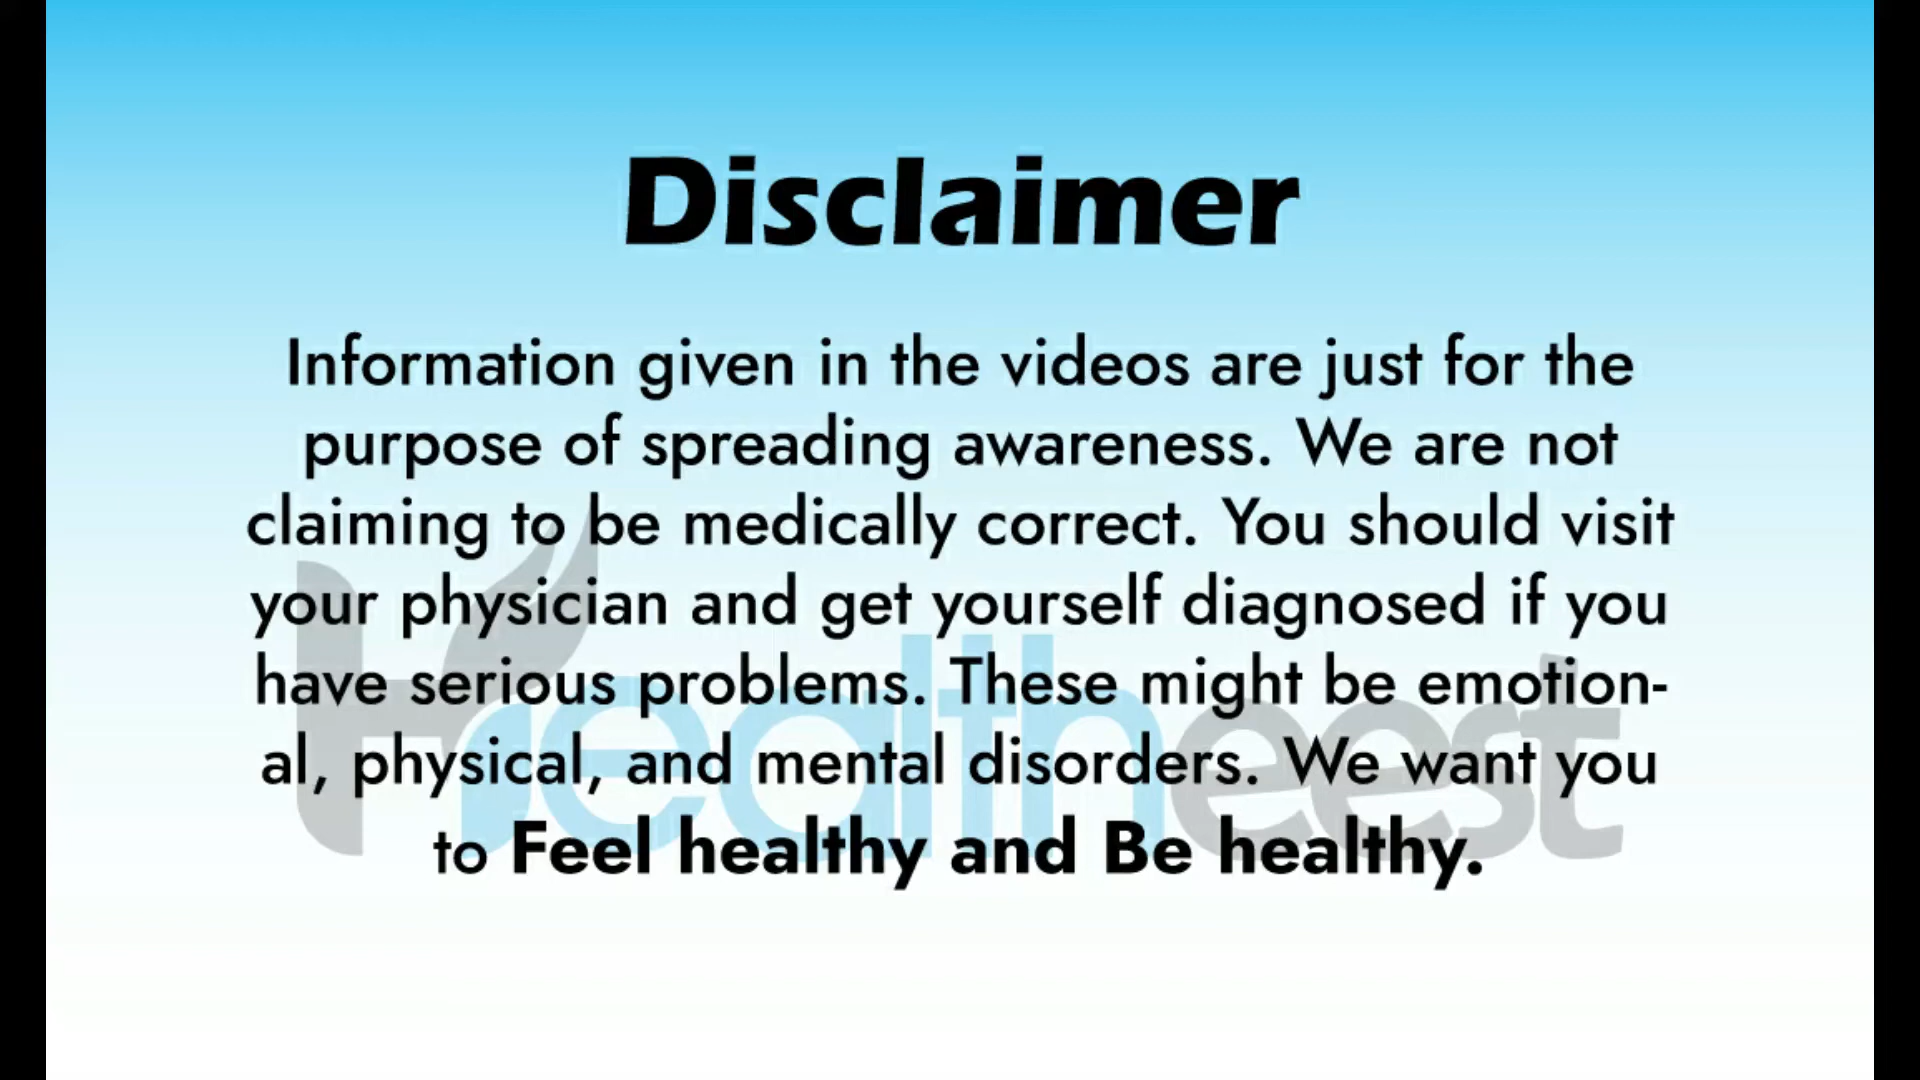 Disclaimer
Information given in the videos are just for the
purpose of spreading awareness. We are not
claiming to be medically correct. You should visit
your physician and get yourself diagnosed if you
have serious problems. These might be emotion-
al, physical, and mental disorders. We want you
to Feel healthy and Be healthy.
Healtheest